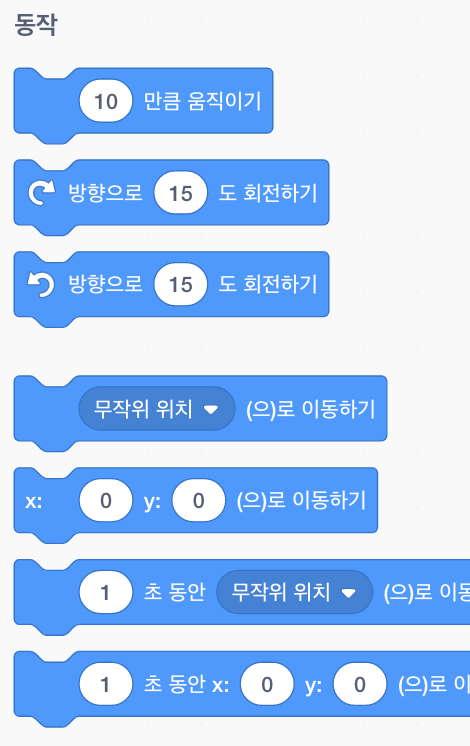 동작
10 만큼 움직이기
방향으로 15 도 회전하기
방향으로 15 도 회전하기
무작위 위치 (으)로 이동하기
x: 0 y: 0 (으)로 이동하기
1 초 동안 무작위 위치 (으)로 이동
1 초 동안 x: 0 y: 0 (으)로 이